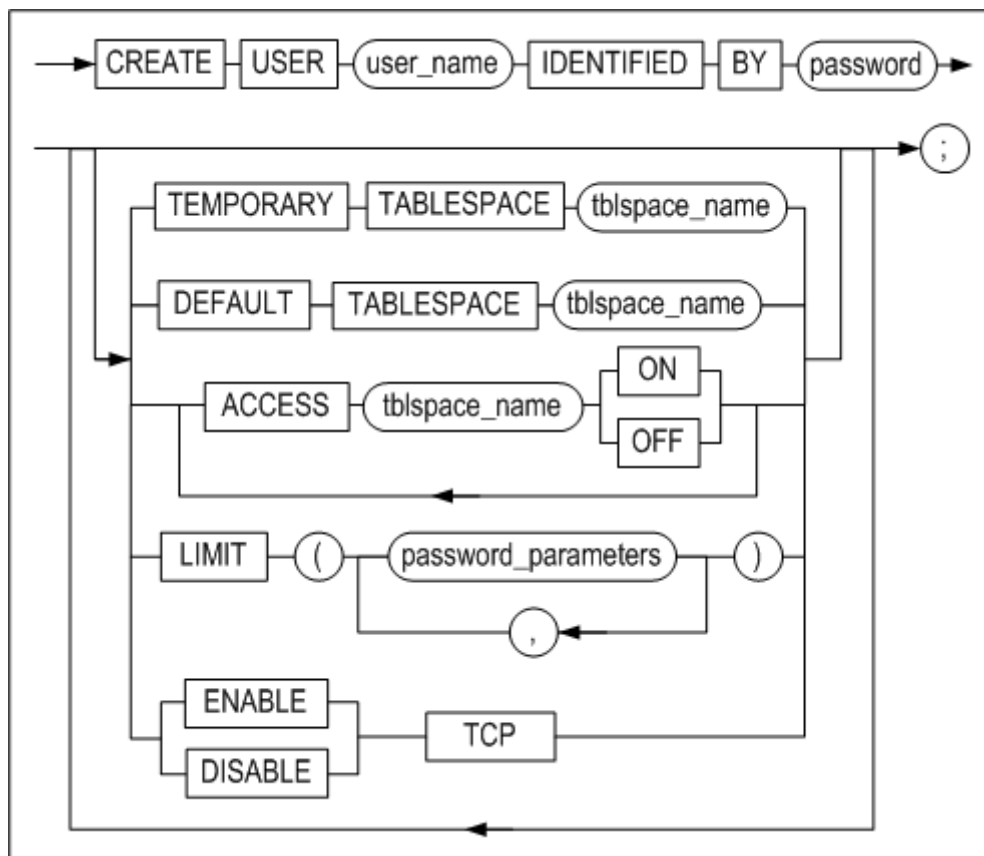 CREATE USER user_name IDENTIFIED BY password
;
TEMPORARY TABLESPACE tblspace_name
DEFAULT TABLESPACE tblspace_name
ON
ACCESS tblspace_name
OFF
LIMIT ( password_parameters )
,
ENABLE
TCP
DISABLE